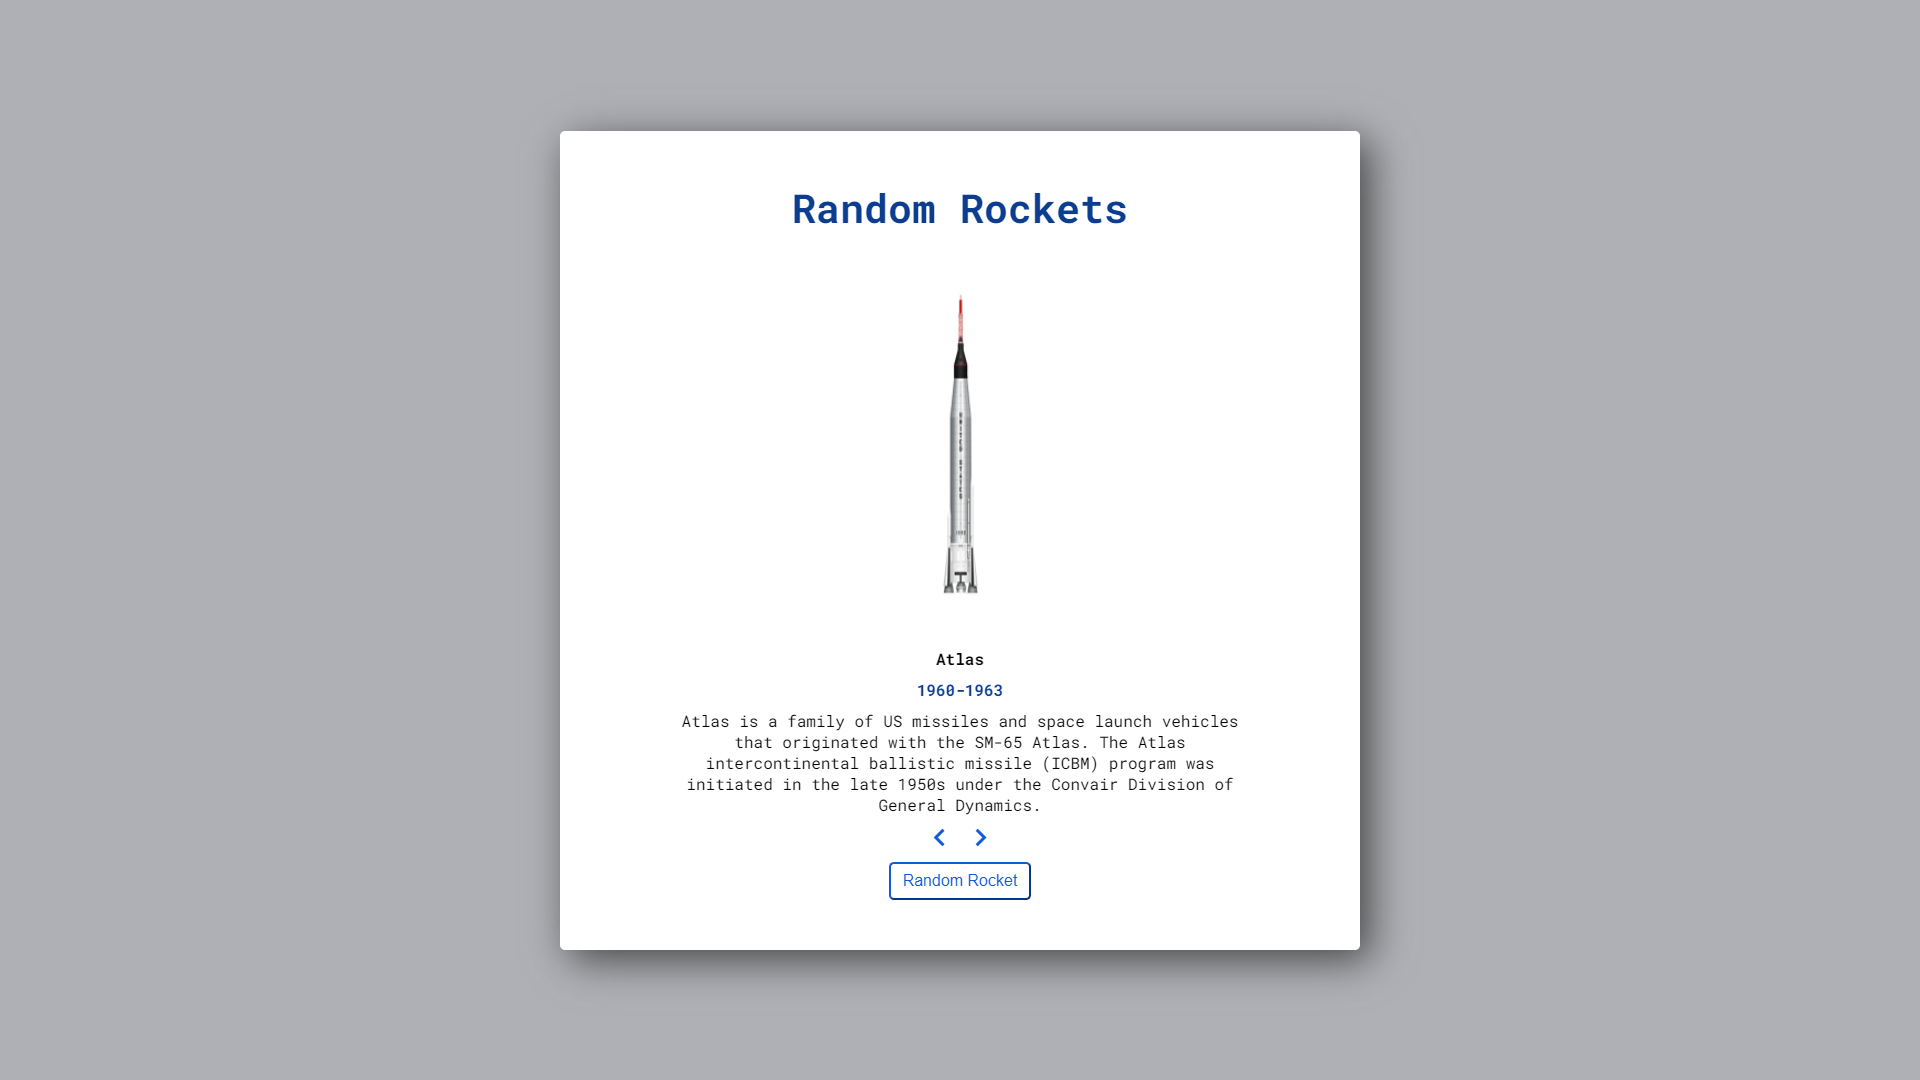 Random Rockets
UNITED STATES
Atlas
1960-1963
Atlas is a family of US missiles and space launch vehicles
that originated with the SM-65 Atlas. The Atlas
intercontinental ballistic missile (ICBM) program was
initiated in the late 1950s under the Convair Division of
General Dynamics.
Random Rocket